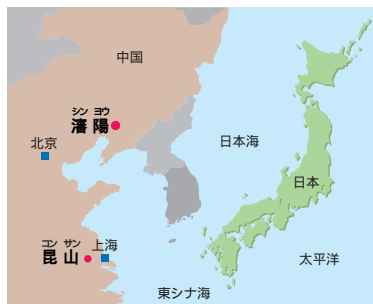 中国
シン ヨウ
瀋 陽
北京
日本海
日本
コン サン
昆 山
上海
太平洋
東シナ海